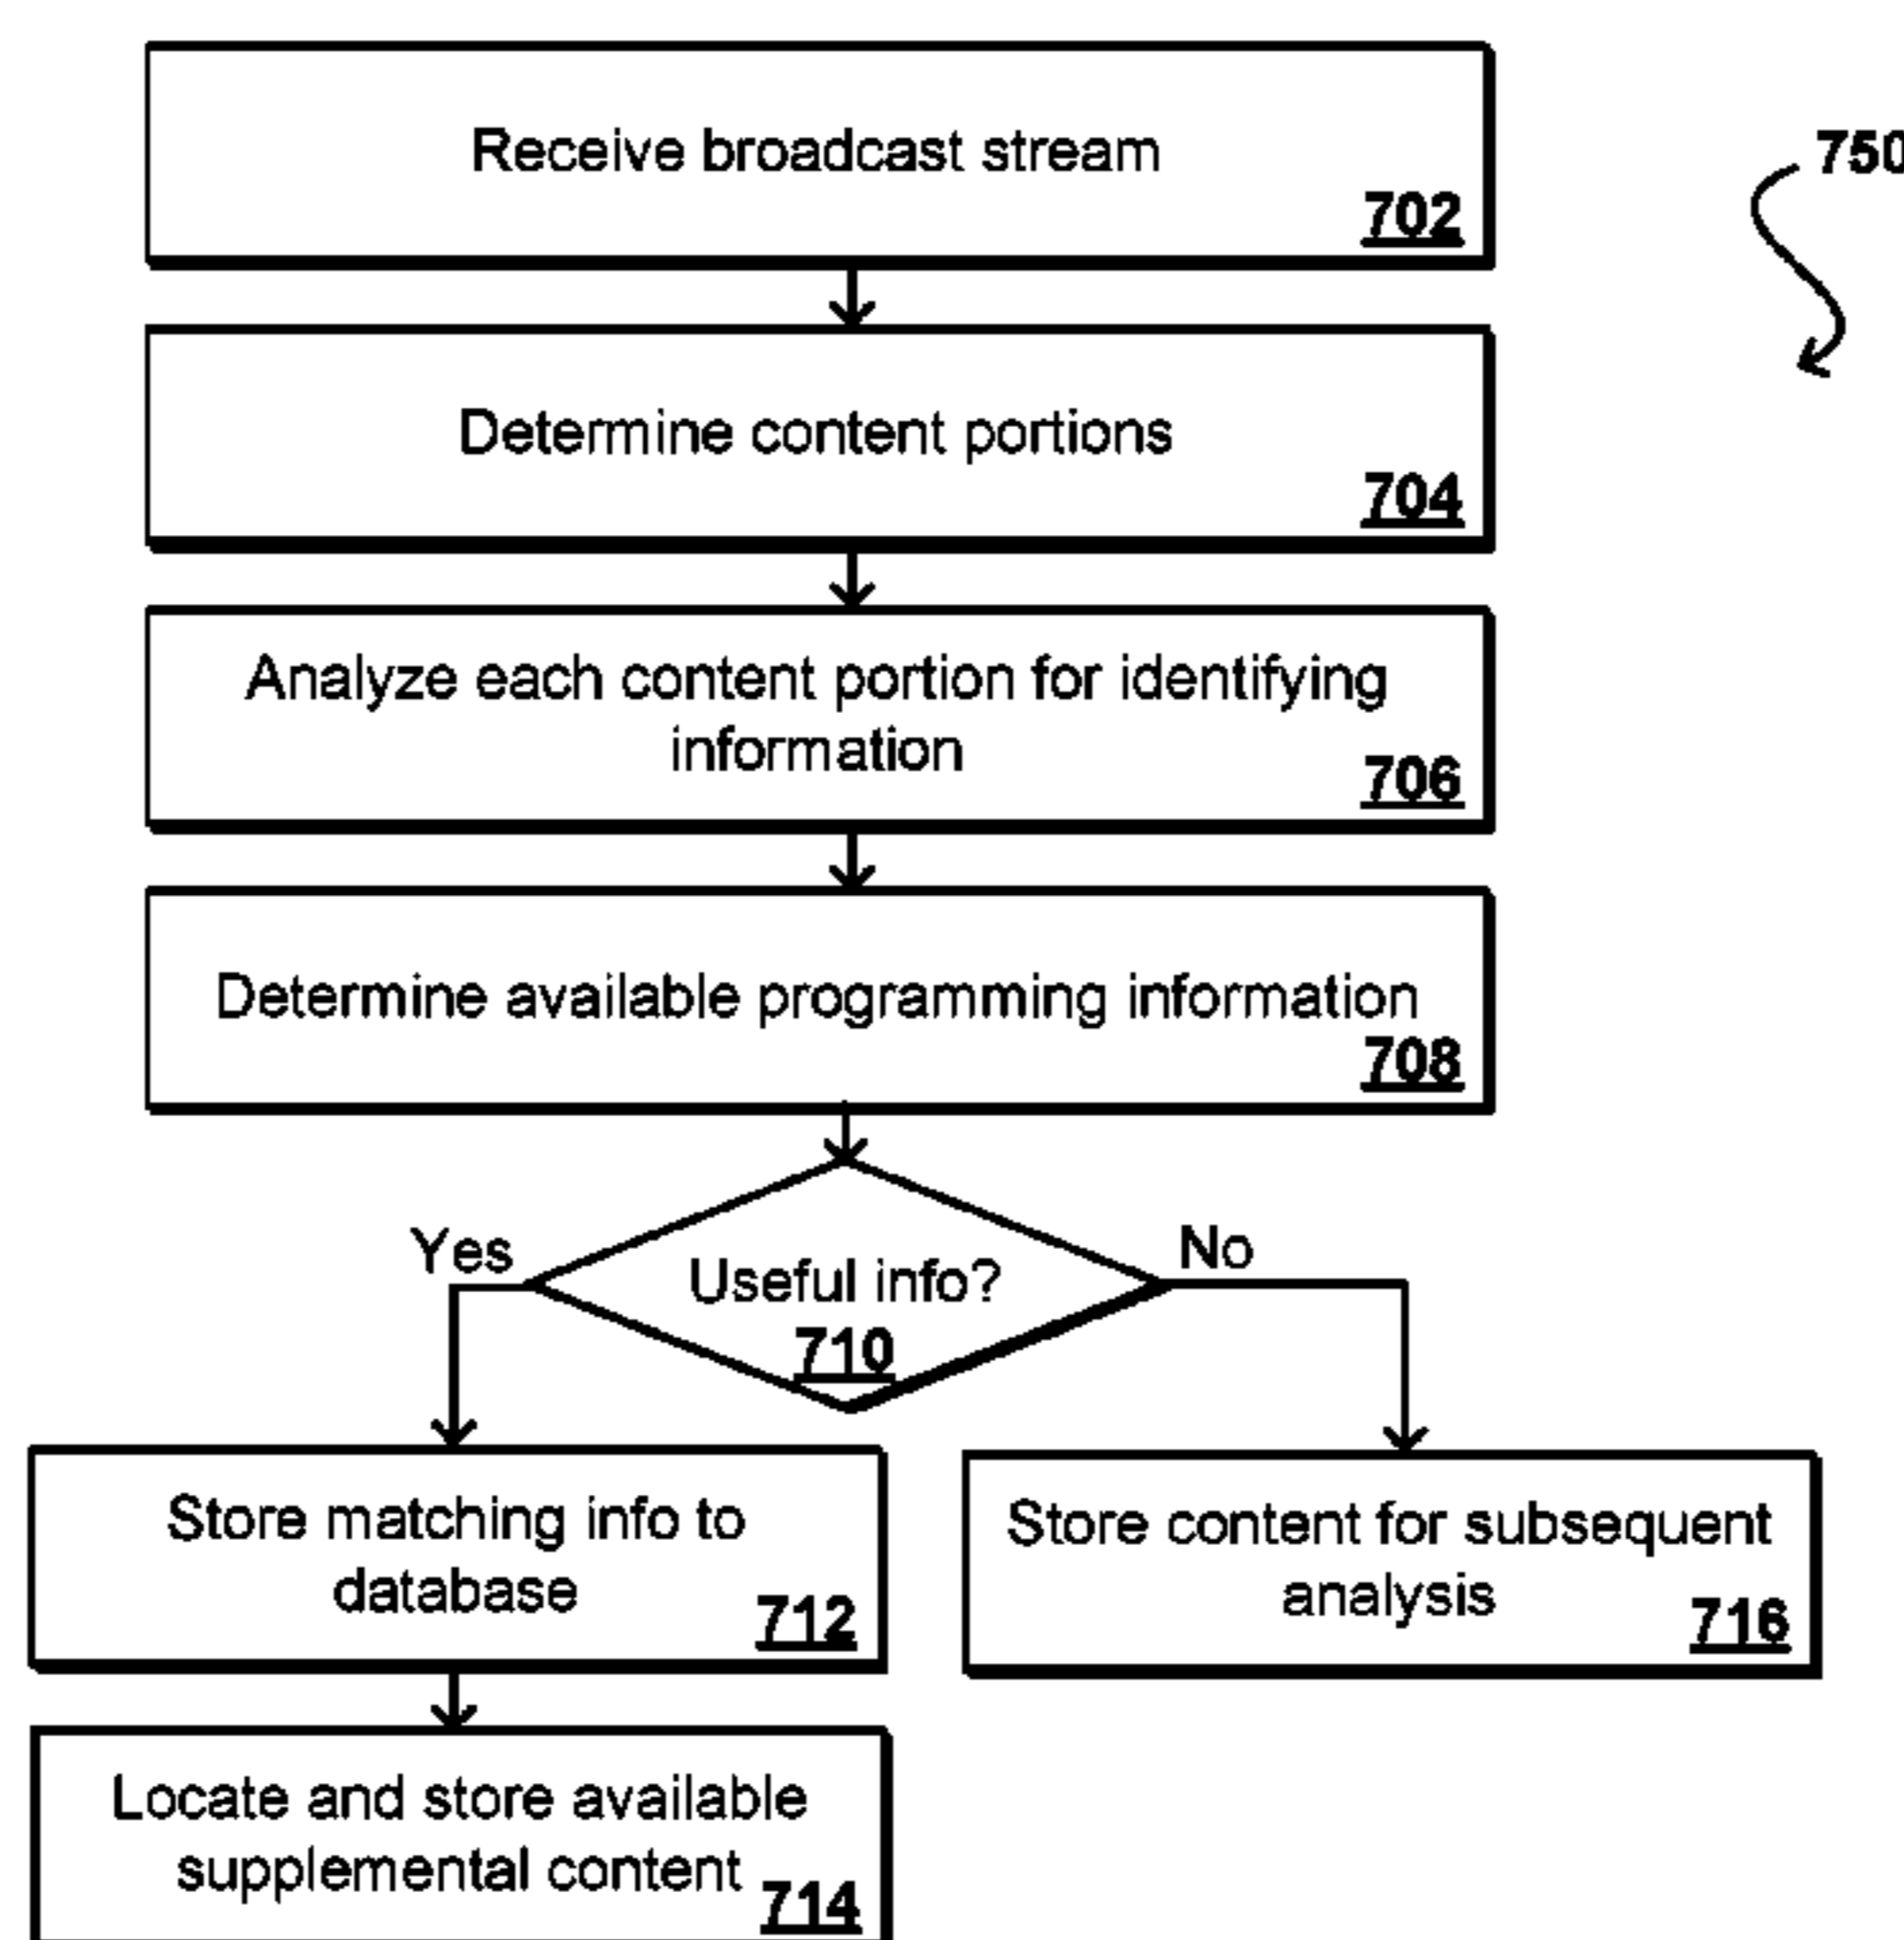 Receive broadcast stream
702
750
Determine content portions
704
Analyze each content portion for identifying
information
706
Determine available programming information
708
Yes
No
Useful info?
710
Store matching info to
database
712
Store content for subsequent
analysis
716
Locate and store available
supplemental content
714